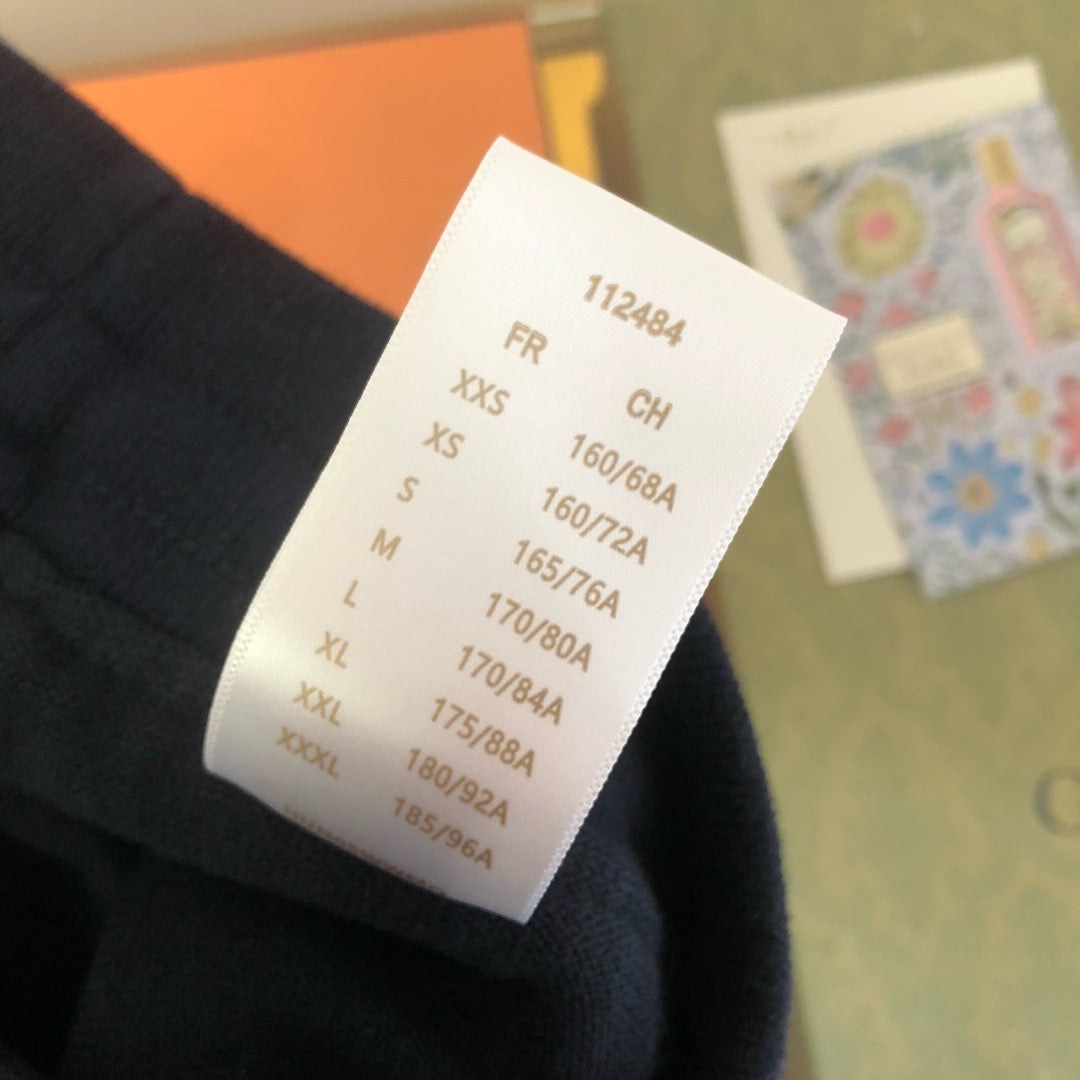 112484
FR CH
XXS 160/68A
XS 160/72A
S 165/76A
M 170/80A
L 170/84A
XL 175/88A
XXL 180/92A
XXXL 185/96A